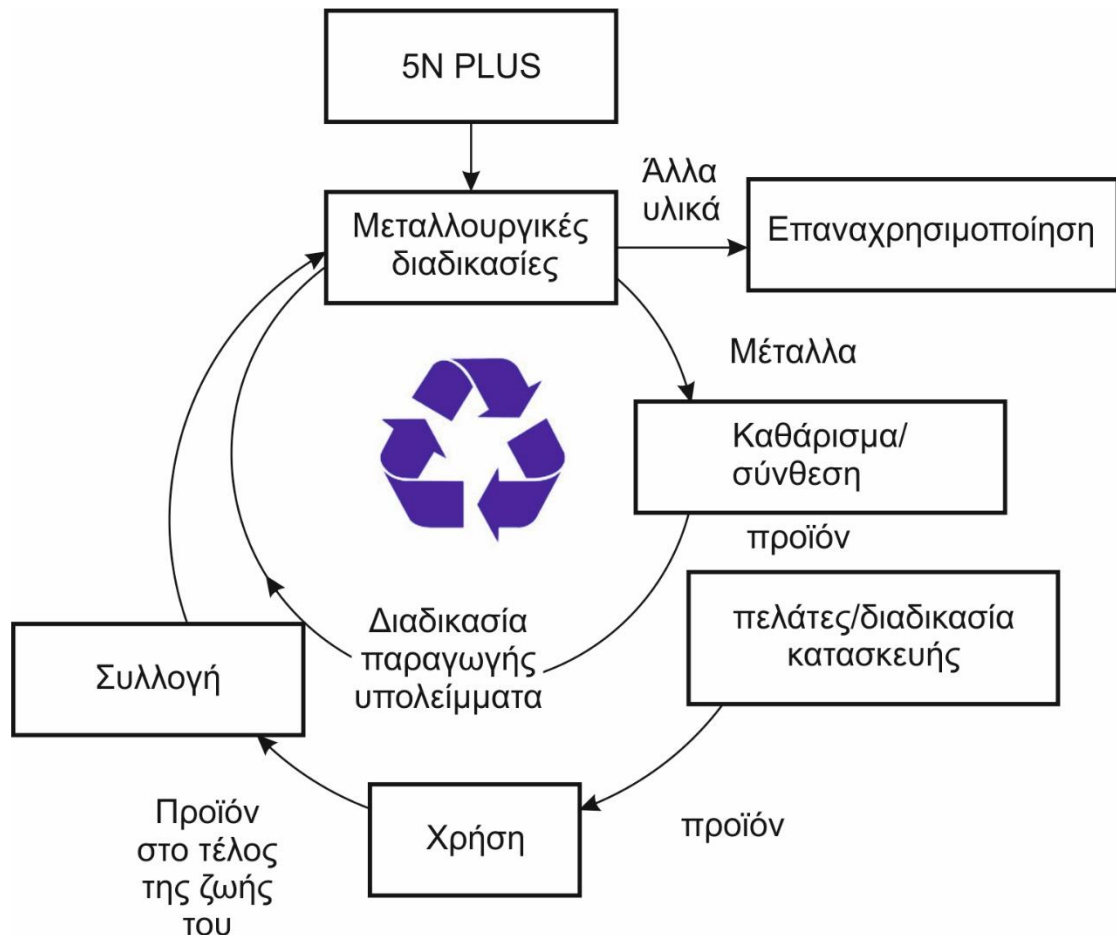 5N PLUS
Μεταλλουργικές
διαδικασίες
Άλλα
υλικά
Επαναχρησιμοποίηση
Μέταλλα
Καθάρισμα/
σύνθεση
προϊόν
πελάτες/διαδικασία
κατασκευής
Διαδικασία
παραγωγής
υπολείμματα
Συλλογή
Χρήση
προϊόν
Προϊόν
στο τέλος
της ζωής
του